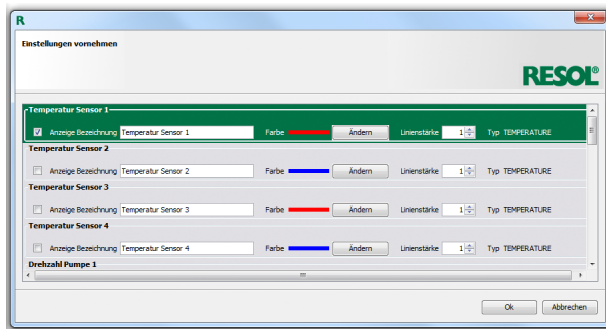 R
Einstellungen vornehmen
RESOL®
Temperatur Sensor 1
Anzeige Bezeichnung Temperatur Sensor 1 Farbe Ändern Linienstärke 1 Typ TEMPERATURE
Temperatur Sensor 2
Anzeige Bezeichnung Temperatur Sensor 2 Farbe Ändern Linienstärke 1 Typ TEMPERATURE
Temperatur Sensor 3
Anzeige Bezeichnung Temperatur Sensor 3 Farbe Ändern Linienstärke 1 Typ TEMPERATURE
Temperatur Sensor 4
Anzeige Bezeichnung Temperatur Sensor 4 Farbe Ändern Linienstärke 1 Typ TEMPERATURE
Drehzahl Pumpe 1
Ok Abbrechen